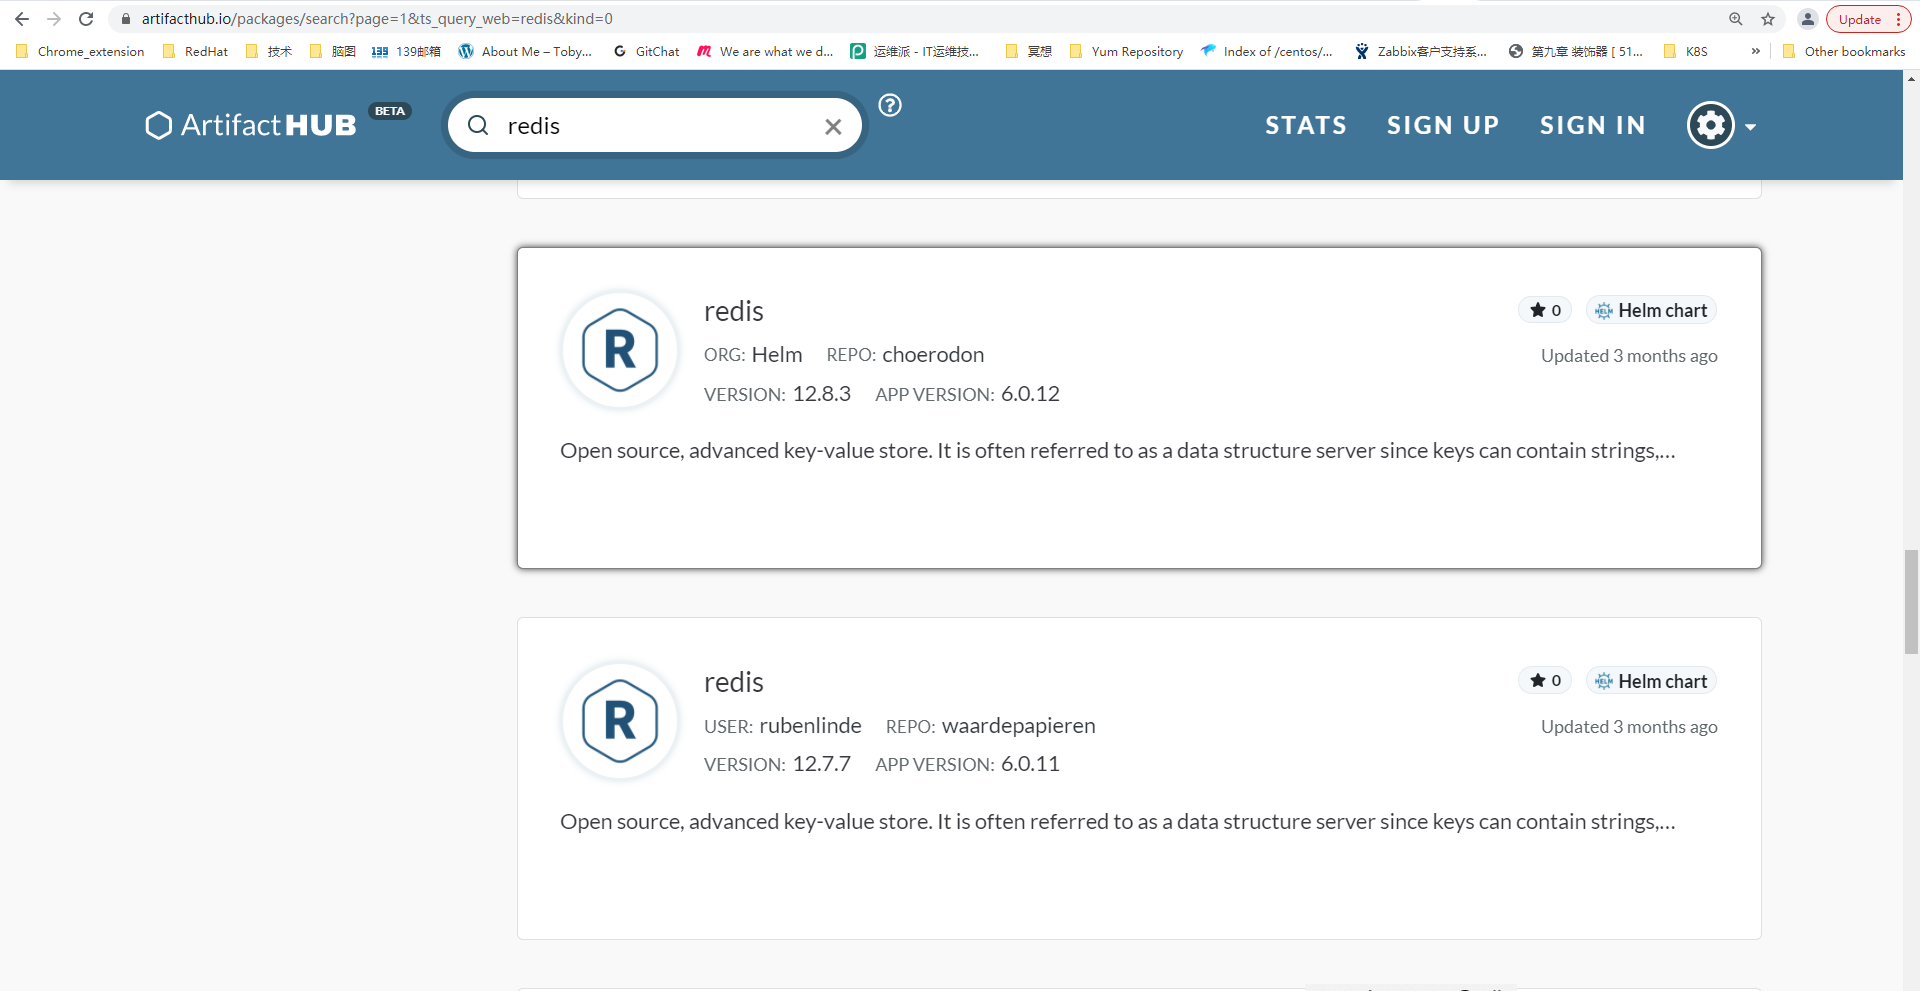 artifacthub.io/packages/search?page=1&ts_query_web=redis&kind=0
Update
Chrome_extension RedHat 技术 脑图 139邮箱 About Me – Toby... GitChat We are what we d... 运维派 - IT运维技... 冥想 Yum Repository Index of /centos/... Zabbix客户支持系... 第九章 装饰器 [ 51... K8S » Other bookmarks
Artifact HUB BETA
redis
STATS SIGN UP SIGN IN
redis
0 HELM Helm chart
ORG: Helm REPO: choerodon
Updated 3 months ago
VERSION: 12.8.3 APP VERSION: 6.0.12
Open source, advanced key-value store. It is often referred to as a data structure server since keys can contain strings,...
redis
0 HELM Helm chart
USER: rubenlinde REPO: waardepapieren
Updated 3 months ago
VERSION: 12.7.7 APP VERSION: 6.0.11
Open source, advanced key-value store. It is often referred to as a data structure server since keys can contain strings,...